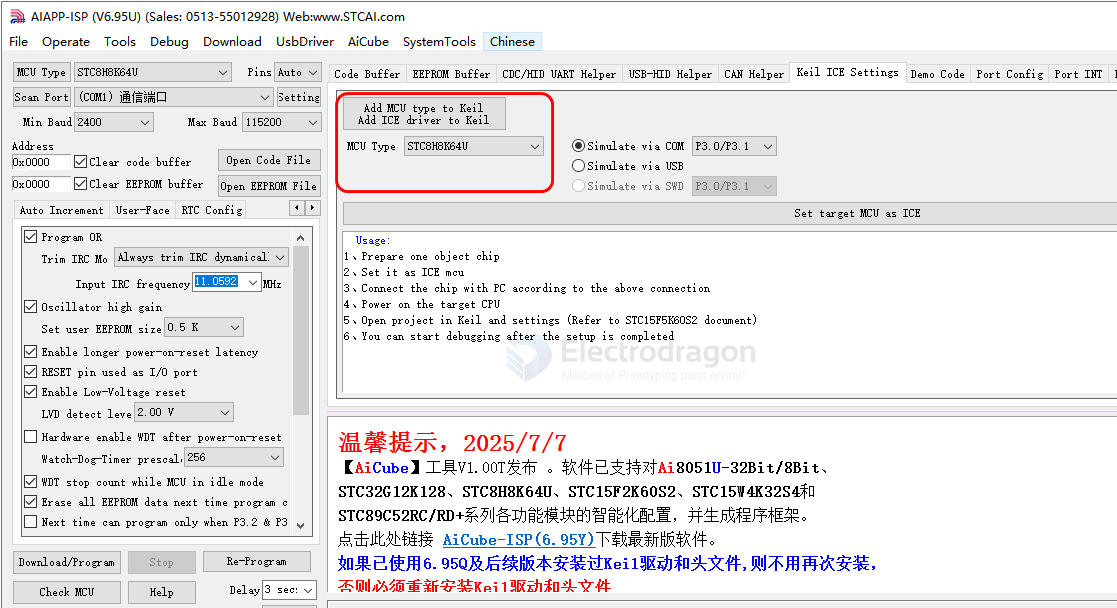 AIAPP-ISP (V6.95U) (Sales: 0513-55012928) Web:www.STCAI.com
File Operate Tools Debug Download UsbDriver AiCube SystemTools Chinese
MCU Type STC8H8K64U Pins Auto
Scan Port (COM1) 通信端口 Setting
Min Baud 2400 Max Baud 115200
Address
0x0000 Clear code buffer Open Code File
0x0000 Clear EEPROM buffer Open EEPROM File
Auto Increment User-Face RTC Config
Program OR
Trim IRC Mo Always trim IRC dynamical
Input IRC frequency 11.0592 MHz
Oscillator high gain
Set user EEPROM size 0.5 K
Enable longer power-on-reset latency
RESET pin used as I/O port
Enable Low-Voltage reset
LVD detect leve 2.00 V
Hardware enable WDT after power-on-reset
Watch-Dog-Timer prescal 256
WDT stop count while MCU in idle mode
Erase all EEPROM data next time program c
Next time can program only when P3.2 & P3
Download/Program Stop Re-Program
Check MCU Help Delay 3 sec
Code Buffer EEPROM Buffer CDC/HID UART Helper USB-HID Helper CAN Helper Keil ICE Settings Demo Code Port Config Port INT
Add MCU type to Keil
Add ICE driver to Keil
MCU Type STC8H8K64U
Simulate via COM P3.0/P3.1
Simulate via USB
Simulate via SWD P3.0/P3.1
Set target MCU as ICE
Usage:
1、Prepare one object chip
2、Set it as ICE mcu
3、Connect the chip with PC according to the above connection
4、Power on the target CPU
5、Open project in Keil and settings (Refer to STC15F5K60S2 document)
6、You can start debugging after the setup is completed
Electrodragon
Millions of Prototyping parts online!
温馨提示，2025/7/7
【AiCube】工具V1.00T发布 。软件已支持对Ai8051U-32Bit/8Bit、
STC32G12K128、STC8H8K64U、STC15F2K60S2、STC15W4K32S4和
STC89C52RC/RD+系列各功能模块的智能化配置，并生成程序框架。
点击此处链接 AiCube-ISP(6.95Y)下载最新版软件。
如果已使用6.95Q及后续版本安装过Keil驱动和头文件,则不用再次安装，
否则必须重新安装Keil驱动和头文件